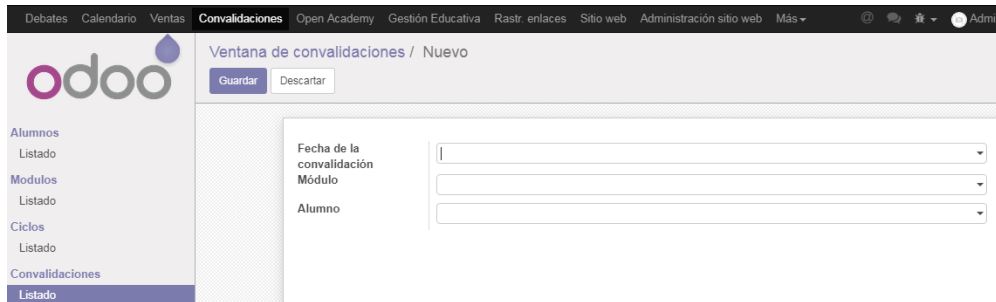 Debates Calendario Ventas Convalidaciones Open Academy Gestión Educativa Rastr. enlaces Sitio web Administración sitio web Más @ Admi
odoo
Ventana de convalidaciones / Nuevo
Guardar Descartar
Alumnos
Listado
Modulos
Listado
Ciclos
Listado
Convalidaciones
Listado
Fecha de la
convalidación
Módulo
Alumno